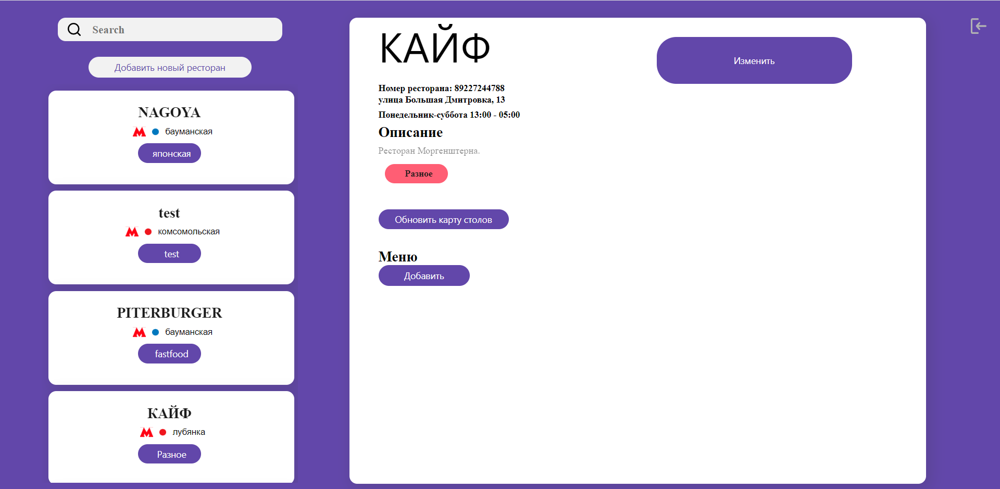 Search
Добавить новый ресторан
NAGOYA
бауманская
японская
test
комсомольская
test
PITERBURGER
бауманская
fastfood
КАЙФ
лубянка
Разное
КАЙФ
Изменить
Номер ресторана: 89227244788
улица Большая Дмитровка, 13
Понедельник-суббота 13:00 - 05:00
Описание
Ресторан Моргенштерна.
Разное
Обновить карту столов
Меню
Добавить